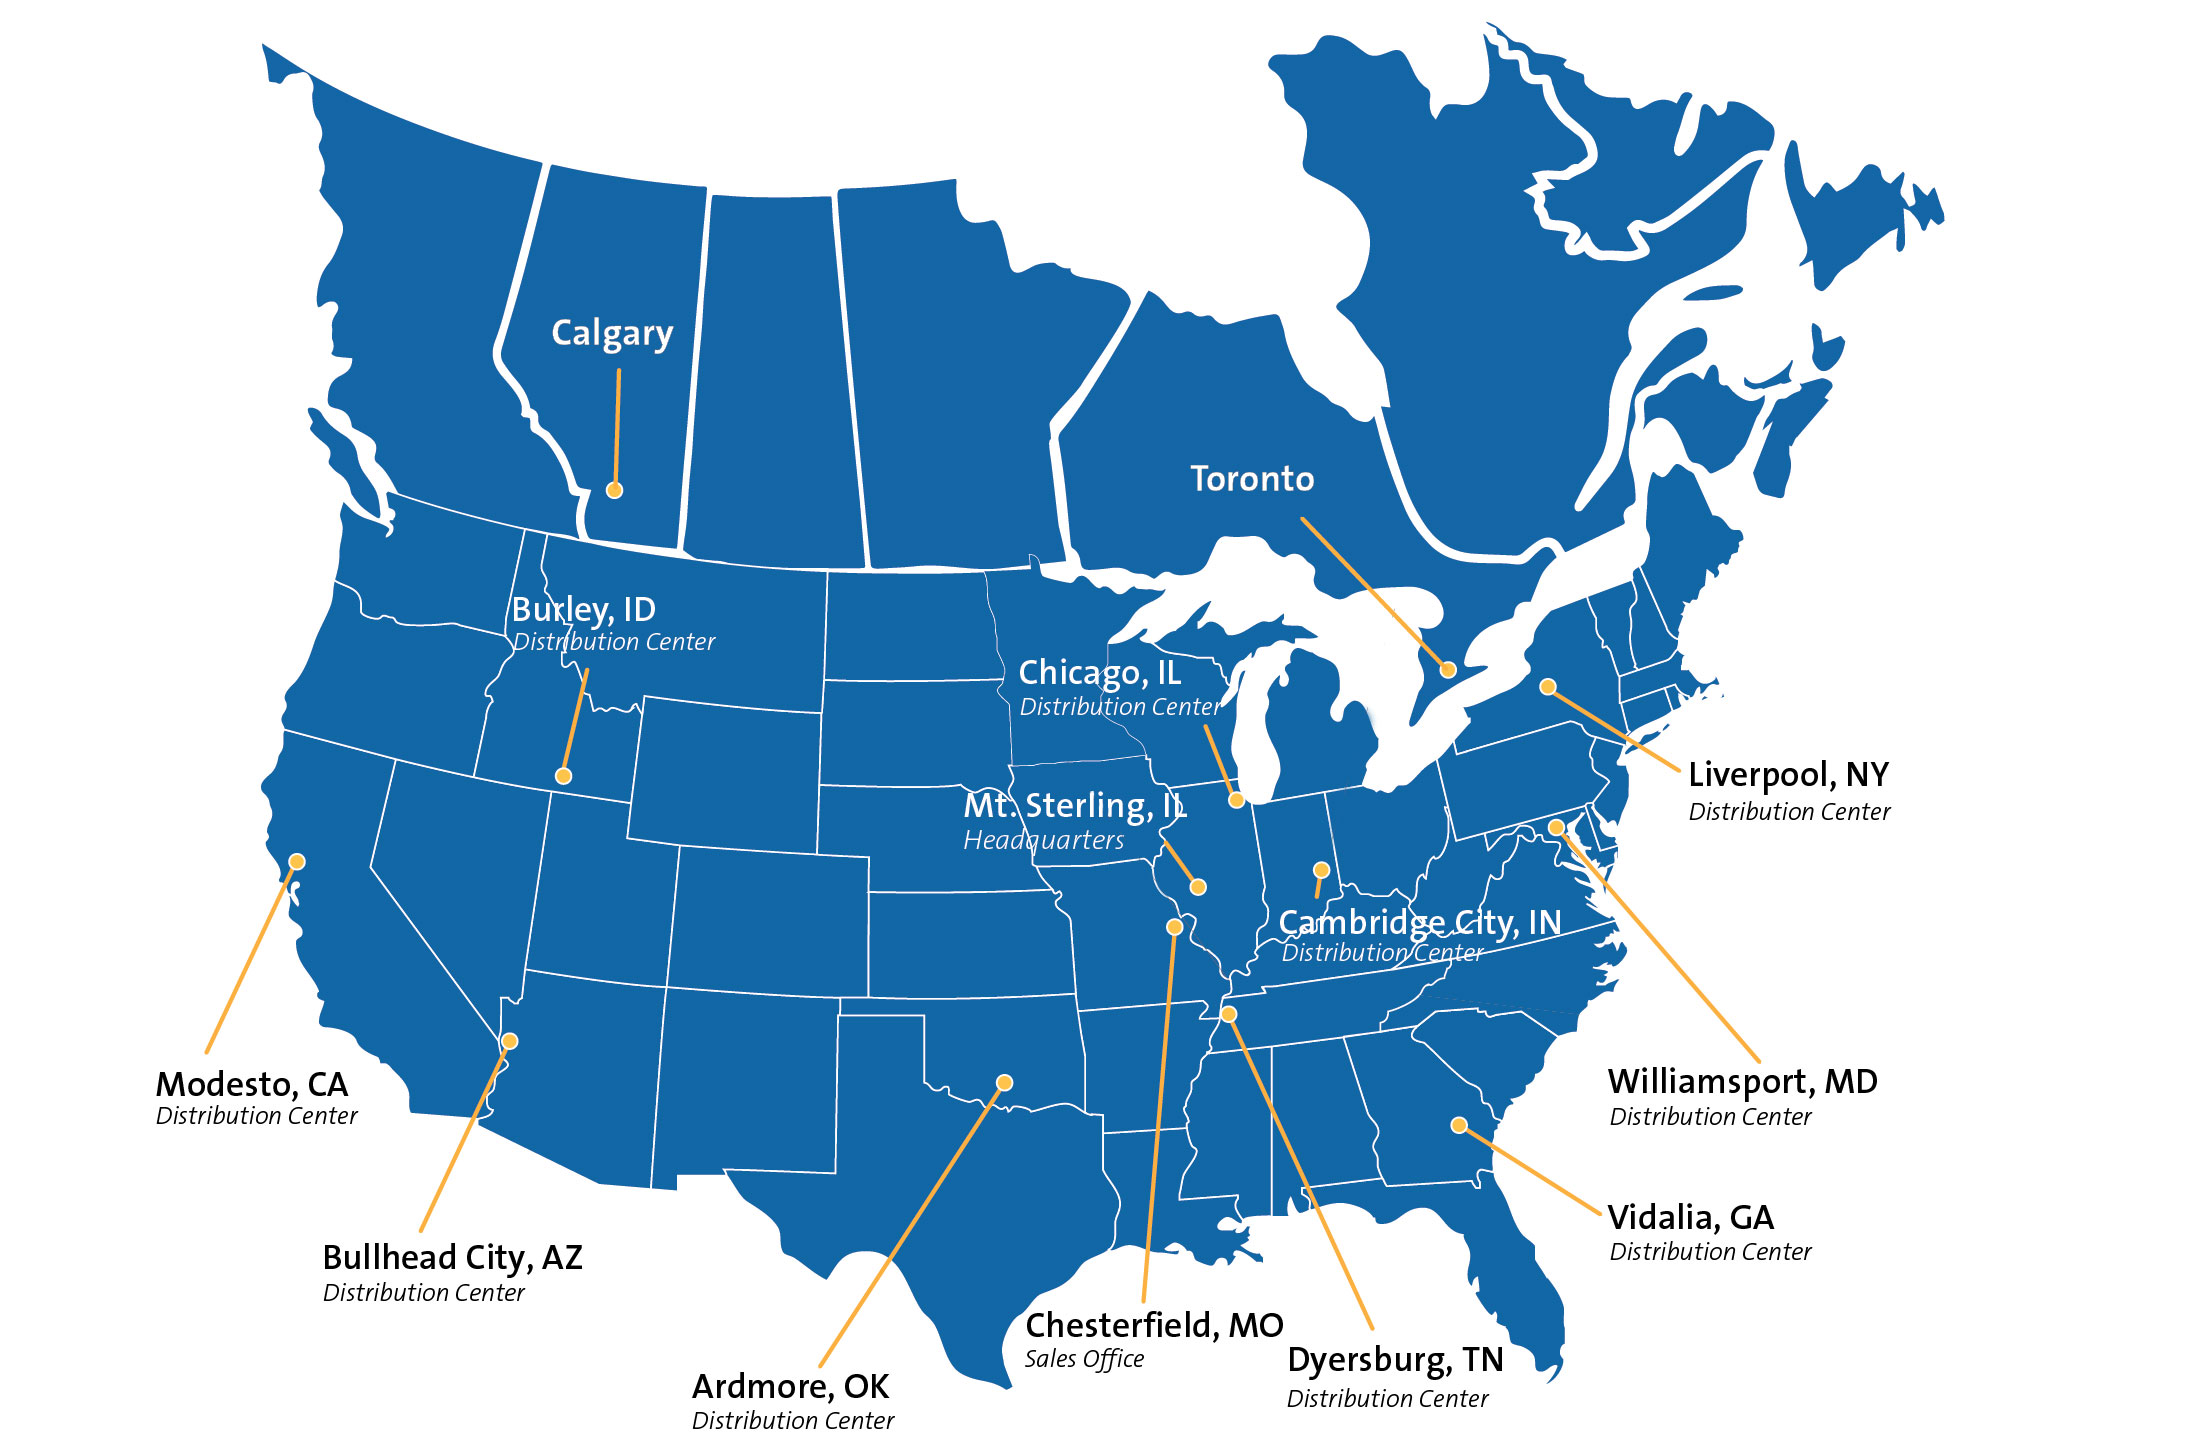 Calgary
Toronto
Burley, ID
Distribution Center
Chicago, IL
Distribution Center
Mt. Sterling, IL
Headquarters
Liverpool, NY
Distribution Center
Cambridge City, IN
Distribution Center
Modesto, CA
Distribution Center
Williamsport, MD
Distribution Center
Vidalia, GA
Distribution Center
Bullhead City, AZ
Distribution Center
Chesterfield, MO
Sales Office
Dyersburg, TN
Distribution Center
Ardmore, OK
Distribution Center